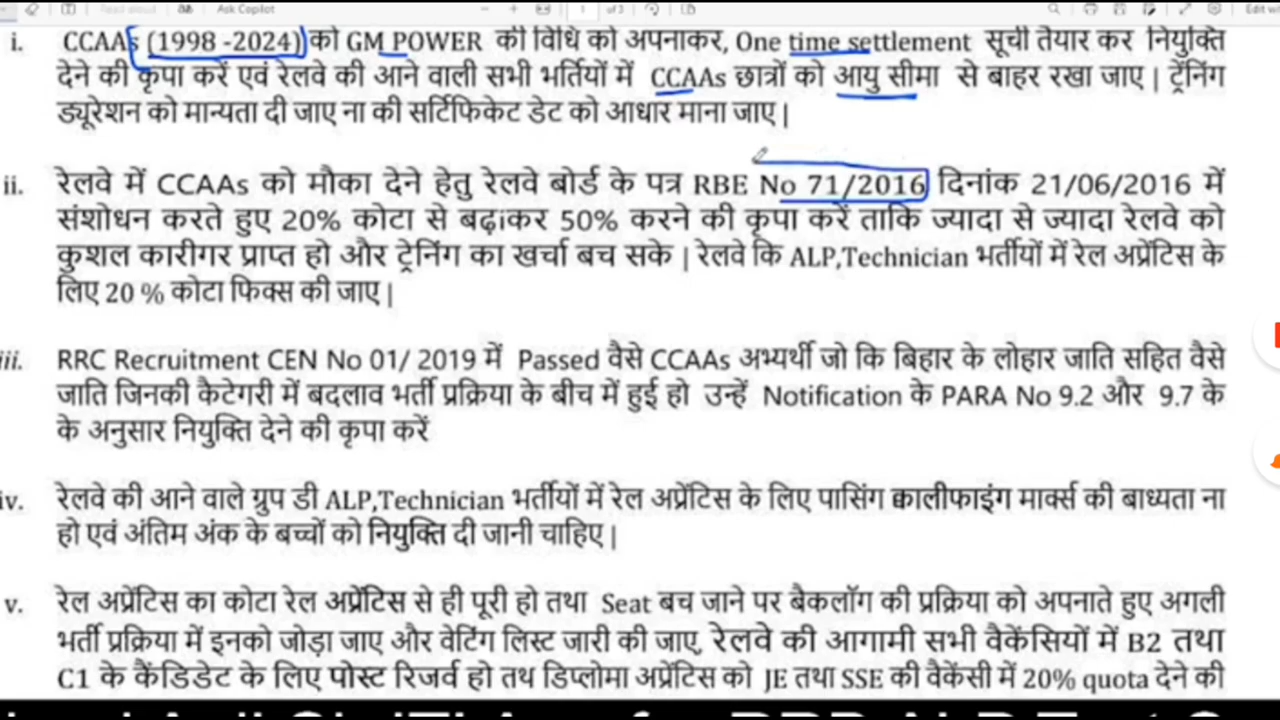 Ask Copilot
1 of 3
i. CCAAs (1998 -2024) को GM POWER की विधि को अपनाकर, One time settlement सूची तैयार कर नियुक्ति
देने की कृपा करें एवं रेलवे की आने वाली सभी भर्तियों में CCAAs छात्रों को आयु सीमा से बाहर रखा जाए | ट्रेंनिंग
ड्यूरेशन को मान्यता दी जाए ना की सर्टिफिकेट डेट को आधार माना जाए |
ii. रेलवे में CCAAs को मौका देने हेतु रेलवे बोर्ड के पत्र RBE No 71/2016 दिनांक 21/06/2016 में
संशोधन करते हुए 20% कोटा से बढ़ाकर 50% करने की कृपा करें ताकि ज्यादा से ज्यादा रेलवे को
कुशल कारीगर प्राप्त हो और ट्रेनिंग का खर्चा बच सके | रेलवे कि ALP,Technician भर्तीयों में रेल अप्रेंटिस के
लिए 20 % कोटा फिक्स की जाए |
iii. RRC Recruitment CEN No 01/ 2019 में Passed वैसे CCAAs अभ्यर्थी जो कि बिहार के लोहार जाति सहित वैसे
जाति जिनकी कैटेगरी में बदलाव भर्ती प्रक्रिया के बीच में हुई हो उन्हें Notification के PARA No 9.2 और 9.7 के
के अनुसार नियुक्ति देने की कृपा करें
iv. रेलवे की आने वाले ग्रुप डी ALP,Technician भर्तीयों में रेल अप्रेंटिस के लिए पासिंग क्वालीफाइंग मार्क्स की बाध्यता ना
हो एवं अंतिम अंक के बच्चों को नियुक्ति दी जानी चाहिए |
v. रेल अप्रेंटिस का कोटा रेल अप्रेंटिस से ही पूरी हो तथा Seat बच जाने पर बैकलॉग की प्रक्रिया को अपनाते हुए अगली
भर्ती प्रक्रिया में इनको जोड़ा जाए और वेटिंग लिस्ट जारी की जाए, रेलवे की आगामी सभी वैकेंसियों में B2 तथा
C1 के कैंडिडेट के लिए पोस्ट रिजर्व हो तथ डिप्लोमा अप्रेंटिस को JE तथा SSE की वैकेंसी में 20% quota देने की